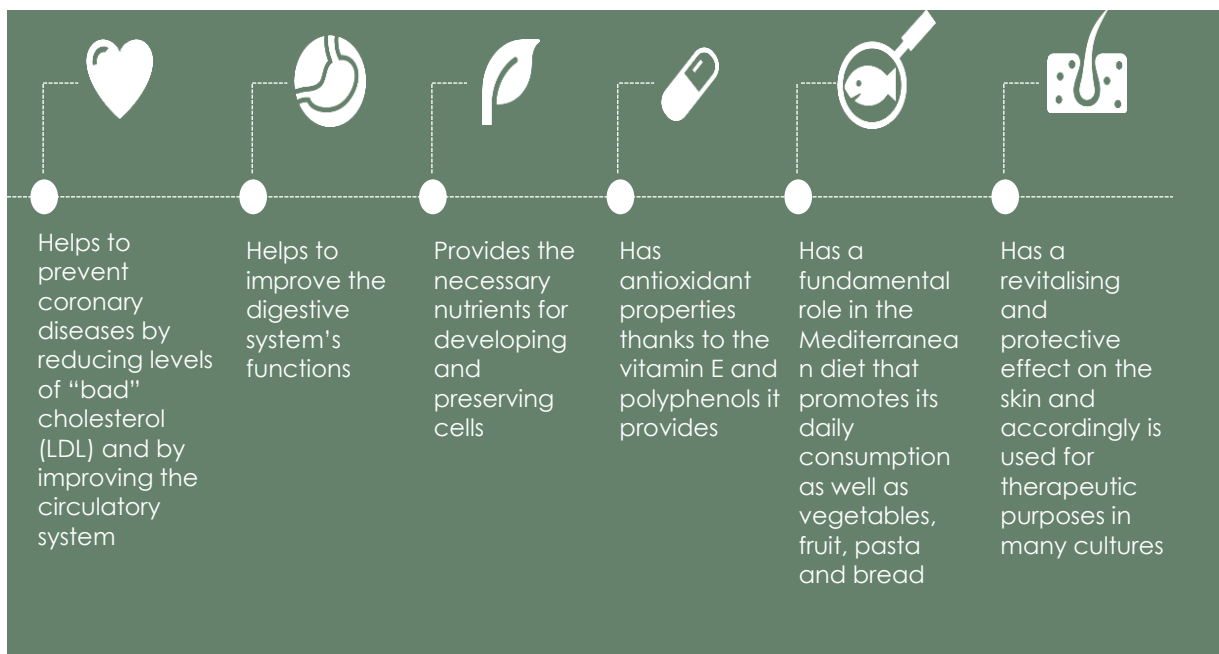 Helps to
prevent
coronary
diseases by
reducing levels
of “bad”
cholesterol
(LDL) and by
improving the
circulatory
system
Helps to
improve the
digestive
system’s
functions
Provides the
necessary
nutrients for
developing
and
preserving
cells
Has
antioxidant
properties
thanks to the
vitamin E and
polyphenols it
provides
Has a
fundamental
role in the
Mediterranea
n diet that
promotes its
daily
consumption
as well as
vegetables,
fruit, pasta
and bread
Has a
revitalising
and
protective
effect on the
skin and
accordingly is
used for
therapeutic
purposes in
many cultures